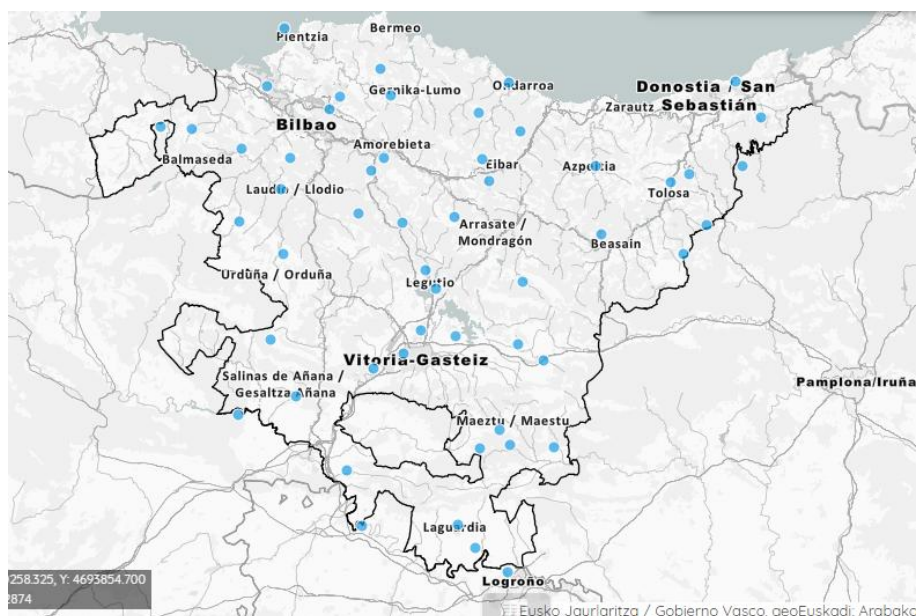 Plentzia
Bermeo
Gernika-Lumo
Ondarroa
Donostia / San
Sebastián
Zarautz
Bilbao
Balmaseda
Amorebieta
Eibar
Azpeitia
Laudio / Llodio
Tolosa
Arrasate /
Mondragón
Beasain
Urduña / Orduña
Legutio
Vitoria-Gasteiz
Salinas de Añana /
Gesaltza Añana
Pamplona/Iruña
Maeztu / Maestu
Laguardia
Logroño
258.325, Y: 4693854.700
2874
Eusko Jaurlaritza / Gobierno Vasco, geoEuskadi; Arabako